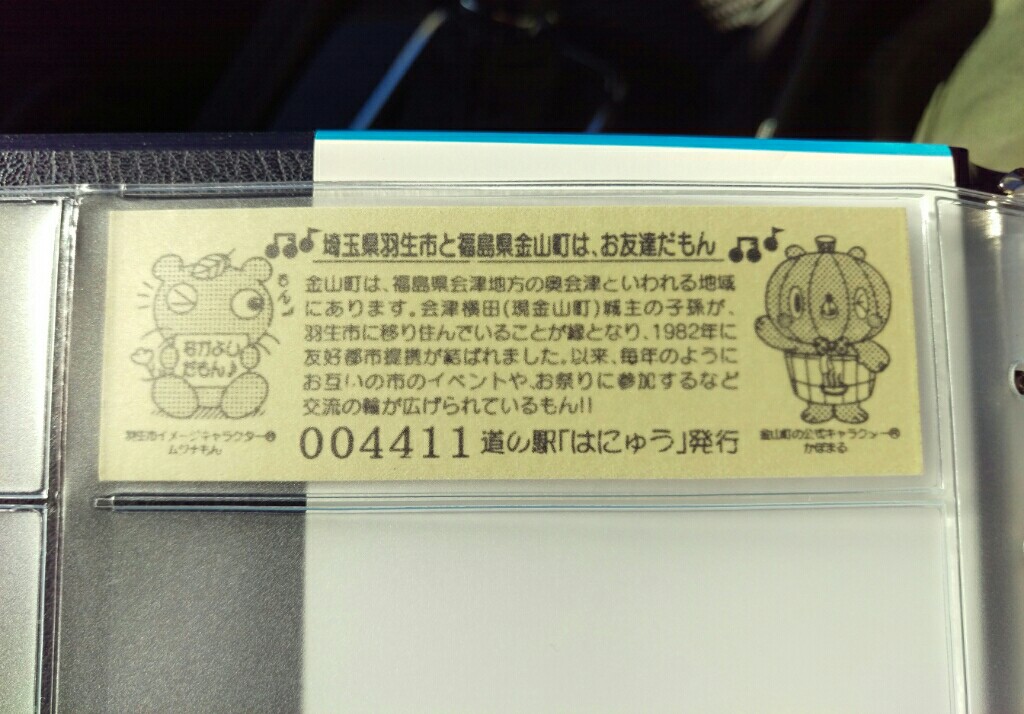 埼玉県羽生市と福島県金山町は、お友達だもん
金山町は、福島県会津地方の奥会津といわれる地域
にあります。会津横田(現金山町)城主の子孫が、
羽生市に移り住んでいることが縁となり、1982年に
友好都市提携が結ばれました。以来、毎年のように
お互いの市のイベントや、お祭りに参加するなど
交流の輪が広げられているもん!!
004411 道の駅「はにゅう」発行
もん♪
なかよし
だもん♪
羽生市イメージキャラクター®
ムジナもん
金山町の公式キャラクター®
かぼまる